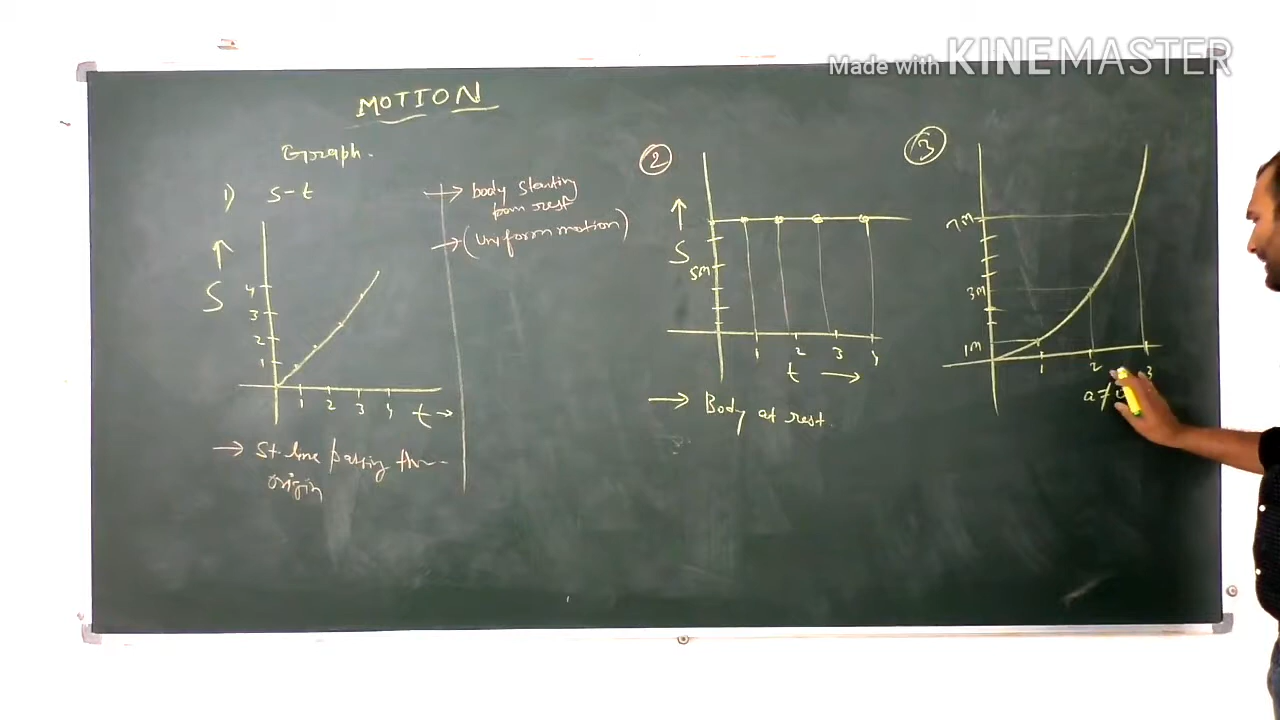 Made with KINEMASTER
MOTION
Graph.
1) s-t
→ body starting
from rest
→ (uniform motion)
↑
S
4
3
2
1
1 2 3 4 t →
→ St line passing thr--
origin
2
↑
S
5M
1 2 3 4
t →
→ Body at rest.
3
7M
3M
1M
1 2 3
a≠